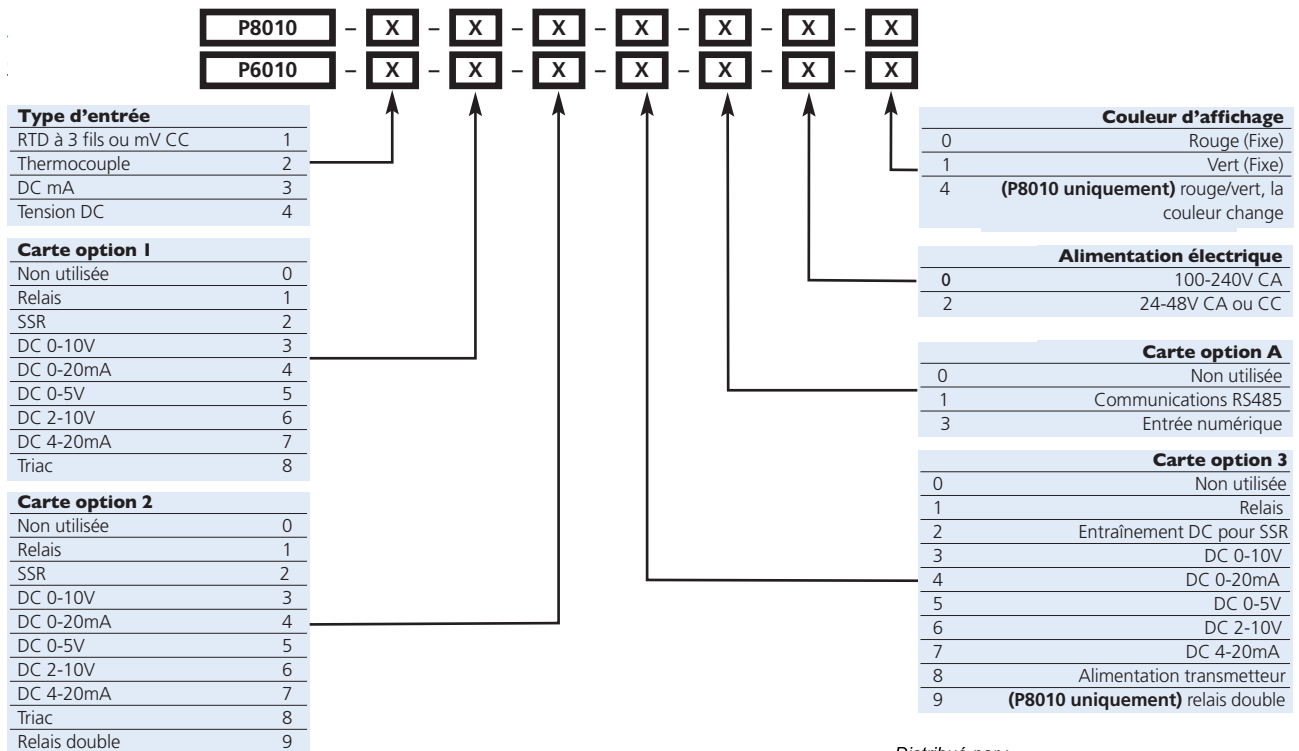 P8010 – X – X – X – X – X – X – X
P6010 – X – X – X – X – X – X – X
Type d’entrée
RTD à 3 fils ou mV CC 1
Thermocouple 2
DC mA 3
Tension DC 4
Carte option 1
Non utilisée 0
Relais 1
SSR 2
DC 0-10V 3
DC 0-20mA 4
DC 0-5V 5
DC 2-10V 6
DC 4-20mA 7
Triac 8
Carte option 2
Non utilisée 0
Relais 1
SSR 2
DC 0-10V 3
DC 0-20mA 4
DC 0-5V 5
DC 2-10V 6
DC 4-20mA 7
Triac 8
Relais double 9
Couleur d’affichage
0 Rouge (Fixe)
1 Vert (Fixe)
4 (P8010 uniquement) rouge/vert, la
couleur change
Alimentation électrique
0 100-240V CA
2 24-48V CA ou CC
Carte option A
0 Non utilisée
1 Communications RS485
3 Entrée numérique
Carte option 3
0 Non utilisée
1 Relais
2 Entraînement DC pour SSR
3 DC 0-10V
4 DC 0-20mA
5 DC 0-5V
6 DC 2-10V
7 DC 4-20mA
8 Alimentation transmetteur
9 (P8010 uniquement) relais double